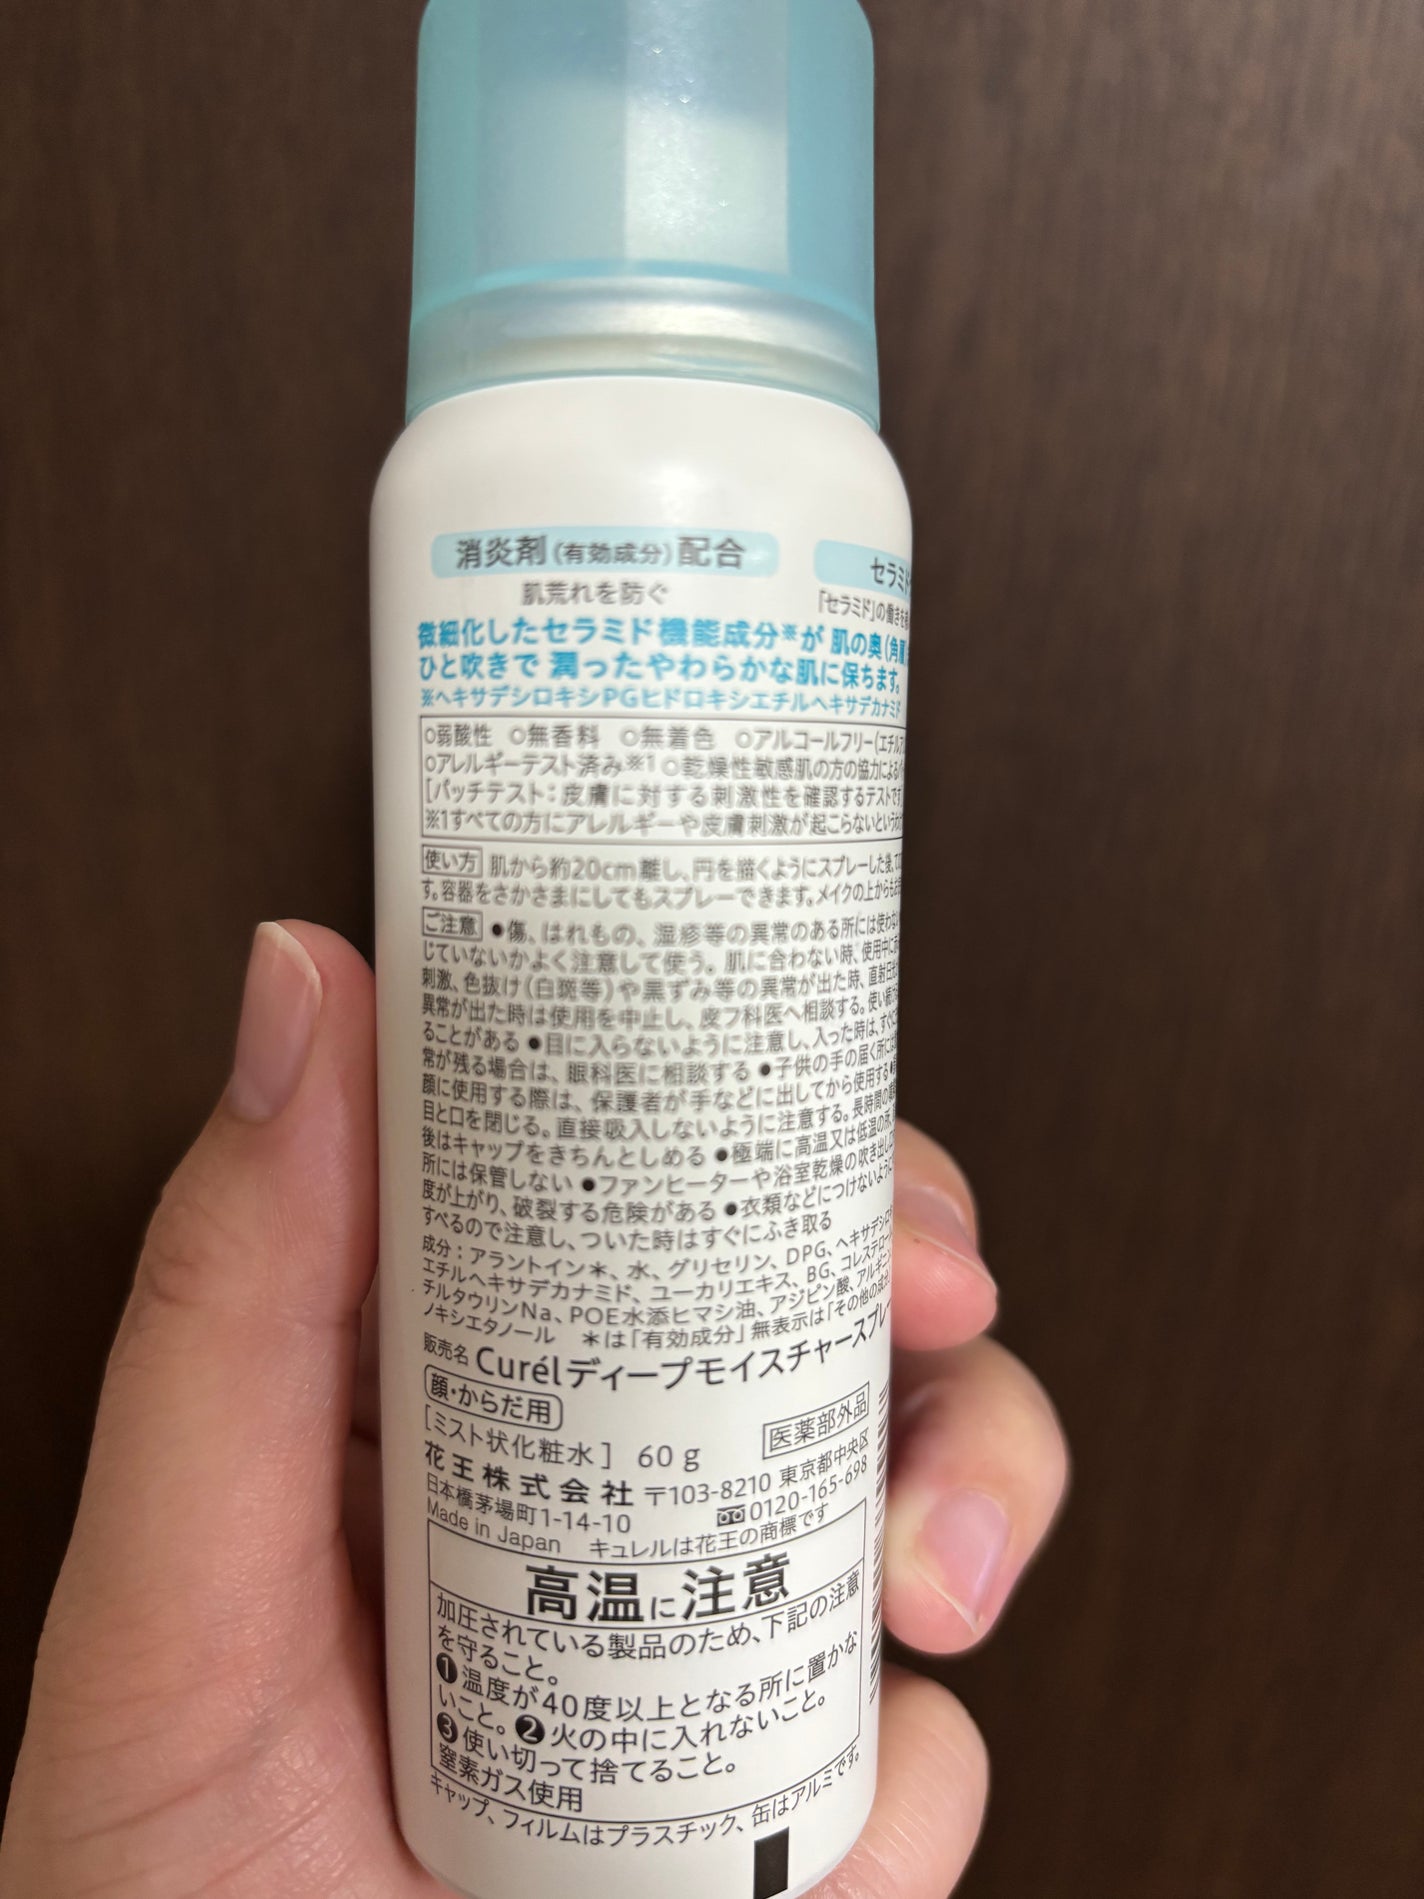 消炎剤(有効成分)配合
セラミド
肌荒れを防ぐ
「セラミド」の働きを
微細化したセラミド機能成分※が 肌の奥(角層)
ひと吹きで 潤ったやわらかな肌に保ちます。
※ヘキサデシロキシPGヒドロキシエチルヘキサデカナミド
○弱酸性 ○無香料 ○無着色 ○アルコールフリー(エチルア
○アレルギーテスト済み※1 ○乾燥性敏感肌の方の協力による
[パッチテスト:皮膚に対する刺激性を確認するテストです
※1すべての方にアレルギーや皮膚刺激が起こらないというわ
使い方 肌から約20cm離し、円を描くようにスプレーした後、
す。容器をさかさまにしてもスプレーできます。メイクの上からも
ご注意 ●傷、はれもの、湿疹等の異常のある所には使わな
じていないかよく注意して使う。肌に合わない時、使用中に
刺激、色抜け(白斑等)や黒ずみ等の異常が出た時、直射日
異常が出た時は使用を中止し、皮フ科医へ相談する。使い続
ることがある ●目に入らないように注意し、入った時は、すぐに
常が残る場合は、眼科医に相談する ●子供の手の届く所には
顔に使用する際は、保護者が手などに出してから使用する
目と口を閉じる。直接吸入しないように注意する。長時間の
後はキャップをきちんとしめる ●極端に高温又は低温の所、
所には保管しない ●ファンヒーターや浴室乾燥の吹き出し口
度が上がり、破裂する危険がある ●衣類などにつけないように
すべるので注意し、ついた時はすぐにふき取る
成分:アラントイン*、水、グリセリン、DPG、ヘキサデシロ
エチルヘキサデカナミド、ユーカリエキス、BG、コレステロー
チルタウリンNa、POE水添ヒマシ油、アジピン酸、アルギニン
ノキシエタノール *は「有効成分」無表示は「その他の成分」
販売名 Curélディープモイスチャースプレー
顔・からだ用
[ミスト状化粧水] 60g 医薬部外品
花王株式会社 〒103-8210 東京都中央区
日本橋茅場町1-14-10 0120-165-698
Made in Japan キュレルは花王の商標です
高温に注意
加圧されている製品のため、下記の注意
を守ること。
❶温度が40度以上となる所に置かな
いこと。❷火の中に入れないこと。
❸使い切って捨てること。
窒素ガス使用
キャップ、フィルムはプラスチック、缶はアルミです。